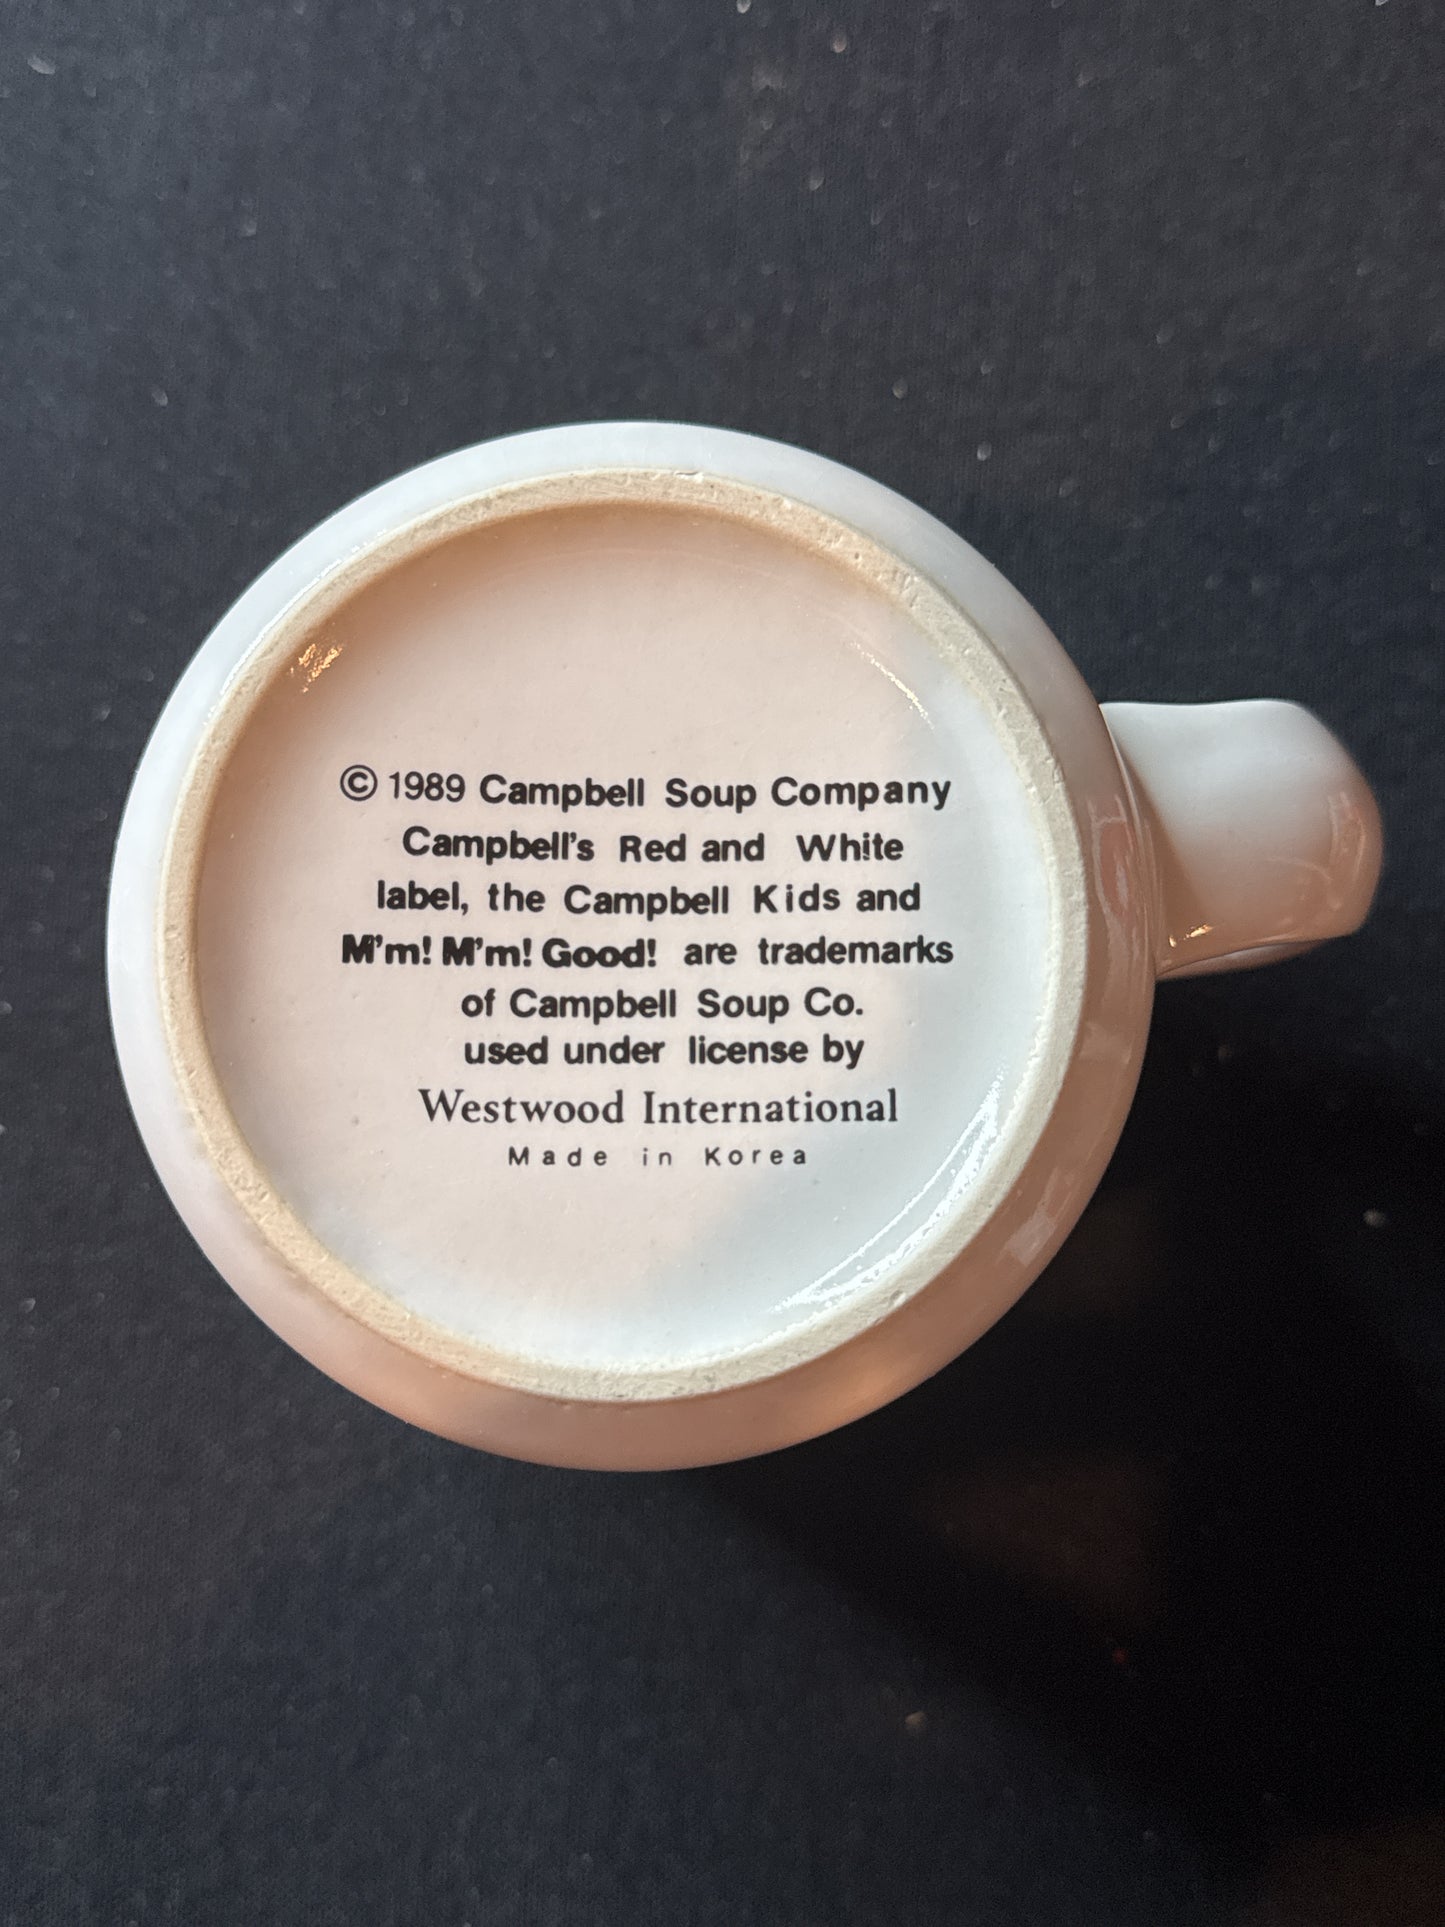 © 1989 Campbell Soup Company
Campbell's Red and White
label, the Campbell Kids and
M'm! M'm! Good! are trademarks
of Campbell Soup Co.
used under license by
Westwood International
Made in Korea